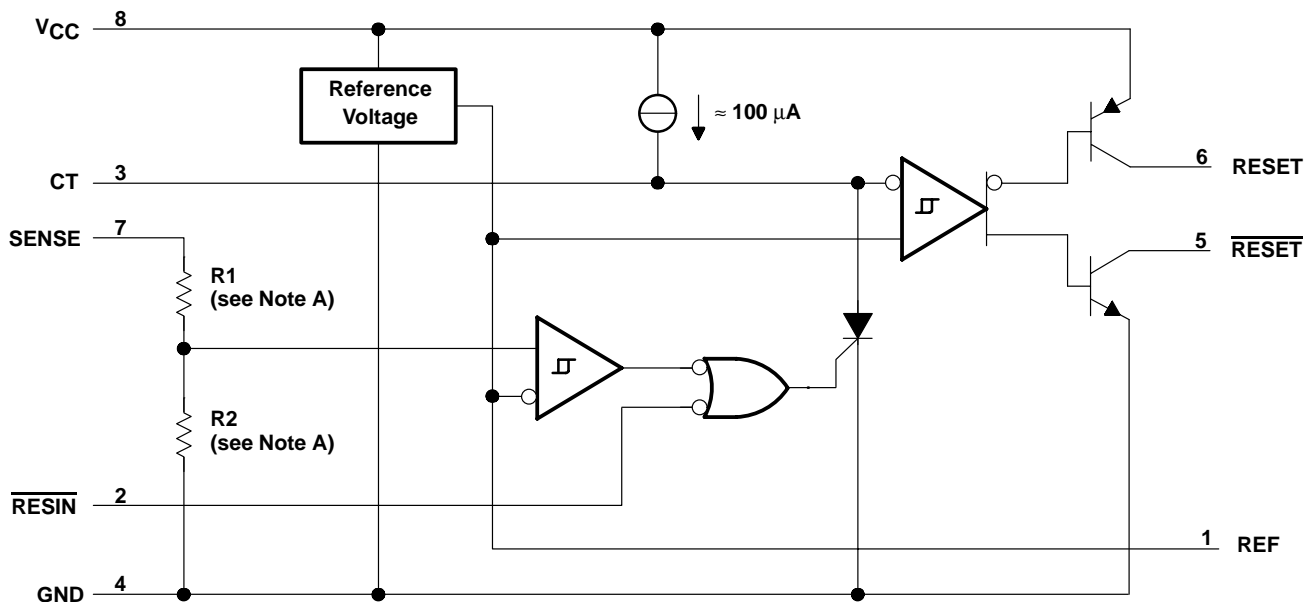 VCC 8
Reference
Voltage
≈ 100 μA
CT 3
6 RESET
SENSE 7
5 RESET
R1
(see Note A)
R2
(see Note A)
RESIN 2
1 REF
GND 4